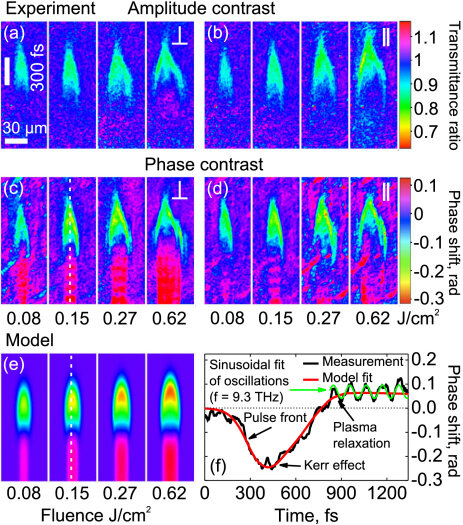 Experiment Amplitude contrast
(a) ⊥ (b) ||
300 fs
30 µm
1.1
1.0
0.9
0.8
0.7
Transmittance ratio
Phase contrast
(c) ⊥ (d) ||
0.1
0
-0.1
-0.2
-0.3
Phase shift, rad
0.08 0.15 0.27 0.62 0.08 0.15 0.27 0.62 J/cm²
Model
(e)
0.08 0.15 0.27 0.62
Fluence J/cm²
Sinusoidal fit
of oscillations
(f = 9.3 THz)
Measurement
Model fit
Pulse front
Plasma
relaxation
Kerr effect
(f)
0.2
0.1
0.0
-0.1
-0.2
-0.3
Phase shift, rad
0 300 600 900 1200
Time, fs